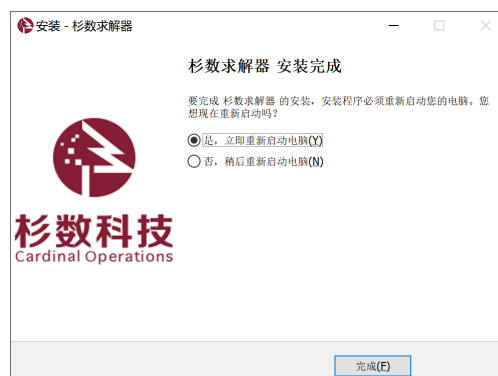 安装 - 杉数求解器
杉数求解器 安装完成
要完成 杉数求解器 的安装，安装程序必须重新启动您的电脑。您
想现在重新启动吗？
是，立即重新启动电脑(Y)
否，稍后重新启动电脑(N)
杉数科技
Cardinal Operations
完成(F)